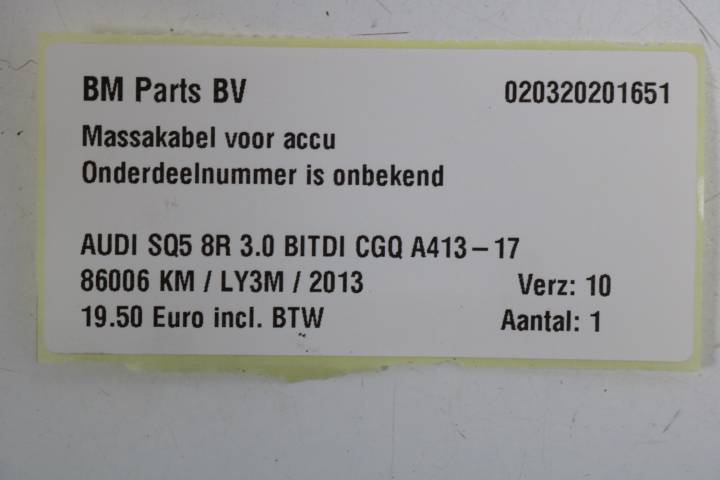 BM Parts BV 020320201651
Massakabel voor accu
Onderdeelnummer is onbekend
AUDI SQ5 8R 3.0 BITDI CGQ A413-17
86006 KM / LY3M / 2013 Verz: 10
19.50 Euro incl. BTW Aantal: 1